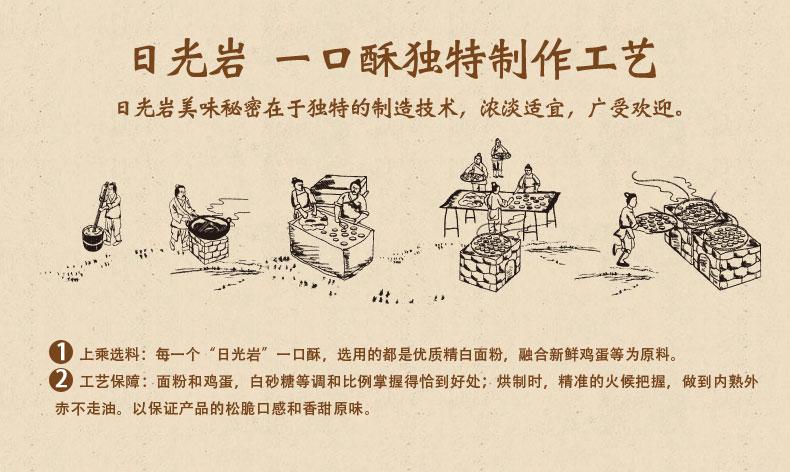 日光岩 一口酥独特制作工艺
日光岩美味秘密在于独特的制造技术，浓淡适宜，广受欢迎。
1 上乘选料：每一个“日光岩”一口酥，选用的都是优质精白面粉，融合新鲜鸡蛋等为原料。
2 工艺保障：面粉和鸡蛋，白砂糖等调和比例掌握得恰到好处；烘制时，精准的火候把握，做到内熟外
赤不走油。以保证产品的松脆口感和香甜原味。